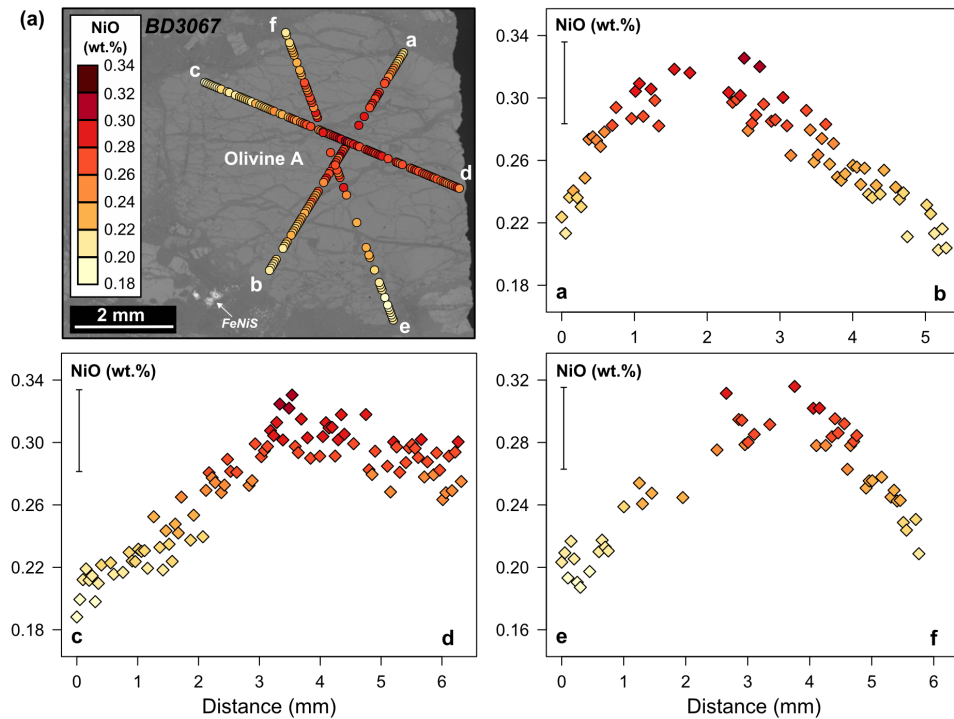 (a)
BD3067
NiO
(wt.%)
0.34
0.32
0.30
0.28
0.26
0.24
0.22
0.20
0.18
f
a
c
Olivine A
d
b
e
FeNiS
2 mm
NiO (wt.%)
0.34
0.30
0.26
0.22
0.18
a
b
0
1
2
3
4
5
NiO (wt.%)
0.34
0.30
0.26
0.22
0.18
c
d
0
1
2
3
4
5
6
Distance (mm)
NiO (wt.%)
0.32
0.28
0.24
0.20
0.16
e
f
0
1
2
3
4
5
6
Distance (mm)